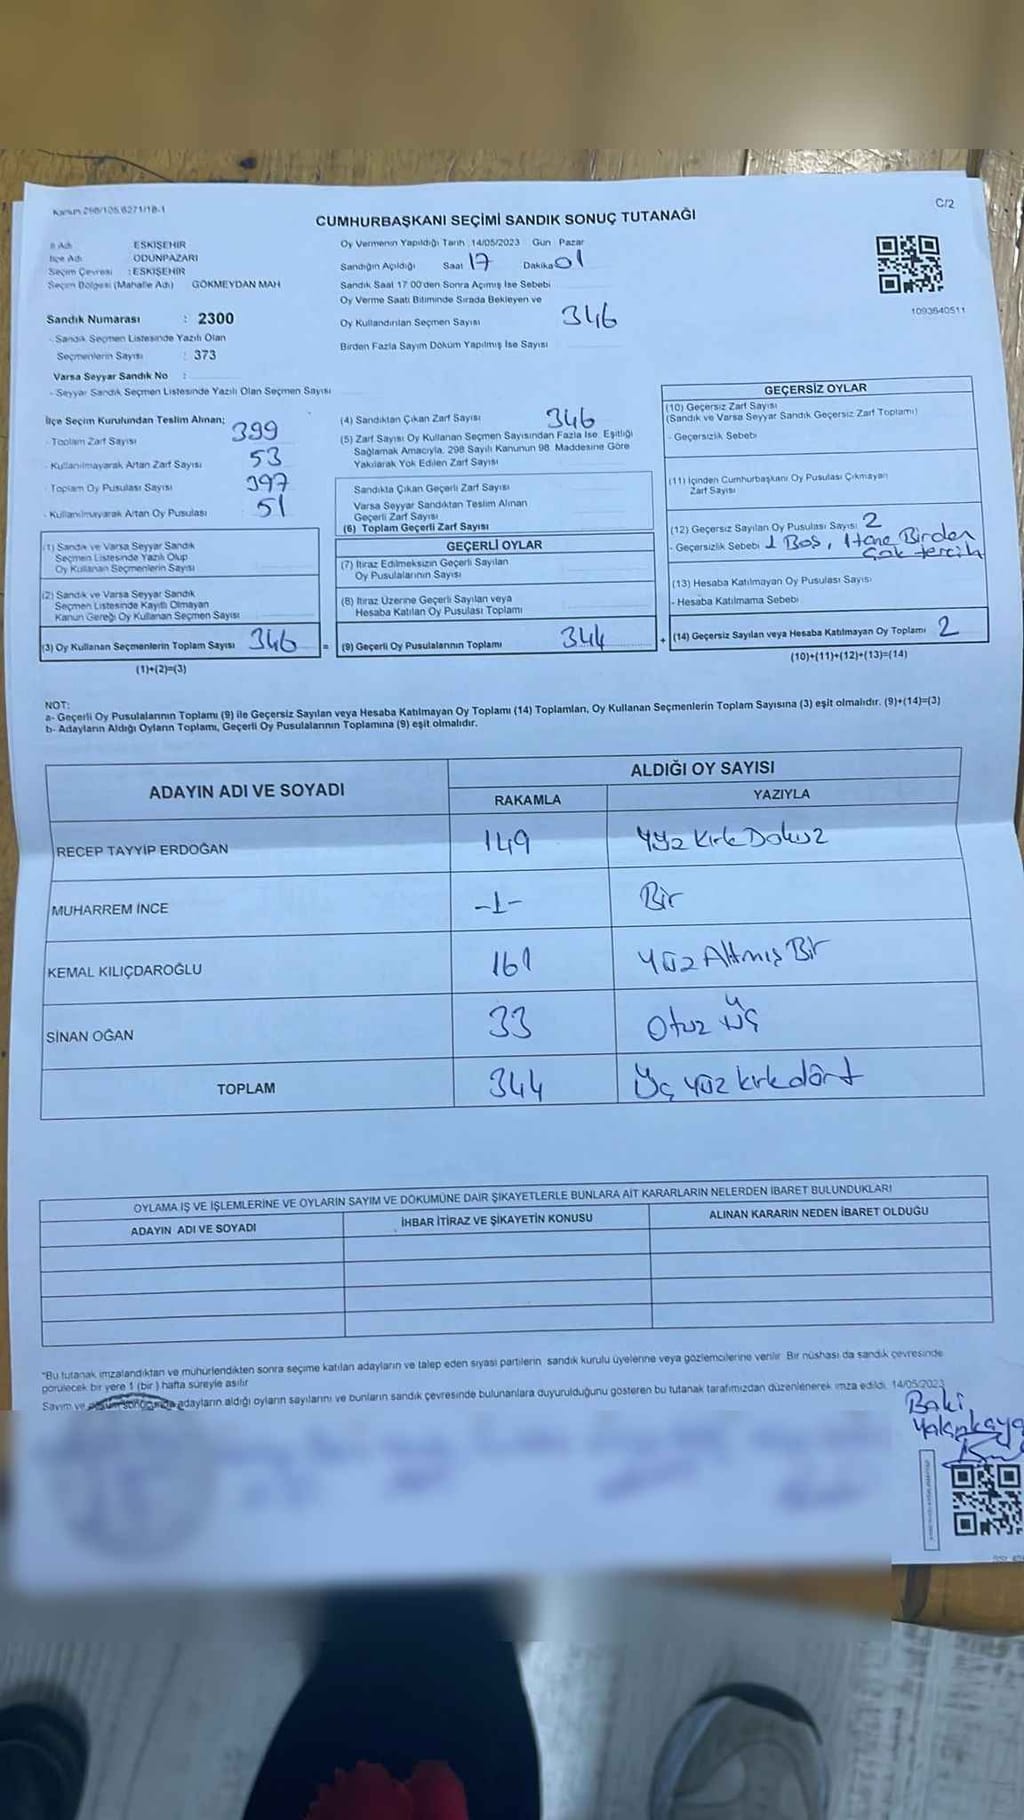 Kanun 298/105,6271/18-1
C/2
CUMHURBAŞKANI SEÇİMİ SANDIK SONUÇ TUTANAĞI
İl Adı : ESKİŞEHİR
İlçe Adı : ODUNPAZARI
Seçim Çevresi : ESKİŞEHİR
Seçim Bölgesi (Mahalle Adı) GÖKMEYDAN MAH
Sandık Numarası : 2300
- Sandık Seçmen Listesinde Yazılı Olan
Seçmenlerin Sayısı : 373
Varsa Seyyar Sandık No :
- Seyyar Sandık Seçmen Listesinde Yazılı Olan Seçmen Sayısı
Oy Vermenin Yapıldığı Tarih 14/05/2023 Gün Pazar
Sandığın Açıldığı Saat 17 Dakika 01
Sandık Saat 17:00'den Sonra Açmış İse Sebebi
Oy Verme Saati Bitiminde Sırada Bekleyen ve
Oy Kullandırılan Seçmen Sayısı 346
Birden Fazla Sayım Döküm Yapılmış İse Sayısı
1093640511
İlçe Seçim Kurulundan Teslim Alınan;
- Toplam Zarf Sayısı 399
- Kullanılmayarak Artan Zarf Sayısı 53
- Toplam Oy Pusulası Sayısı 397
- Kullanılmayarak Artan Oy Pusulası 51
(1) Sandık ve Varsa Seyyar Sandık
Seçmen Listesinde Yazılı Olup
Oy Kullanan Seçmenlerin Sayısı
(2) Sandık ve Varsa Seyyar Sandık
Seçmen Listesinde Kayıtlı Olmayan
Kanun Gereği Oy Kullanan Seçmen Sayısı
(3) Oy Kullanan Seçmenlerin Toplam Sayısı 346 =
(1)+(2)=(3)
(4) Sandıktan Çıkan Zarf Sayısı 346
(5) Zarf Sayısı Oy Kullanan Seçmen Sayısından Fazla İse, Eşitliği
Sağlamak Amacıyla, 298 Sayılı Kanunun 98. Maddesine Göre
Yakılarak Yok Edilen Zarf Sayısı
Sandıkta Çıkan Geçerli Zarf Sayısı
Varsa Seyyar Sandıktan Teslim Alınan
Geçerli Zarf Sayısı
(6) Toplam Geçerli Zarf Sayısı
GEÇERLİ OYLAR
(7) İtiraz Edilmeksizin Geçerli Sayılan
Oy Pusulalarının Sayısı
(8) İtiraz Üzerine Geçerli Sayılan veya
Hesaba Katılan Oy Pusulası Toplamı
(9) Geçerli Oy Pusulalarının Toplamı 344 +
GEÇERSİZ OYLAR
(10) Geçersiz Zarf Sayısı
(Sandık ve Varsa Seyyar Sandık Geçersiz Zarf Toplamı)
- Geçersizlik Sebebi
(11) İçinden Cumhurbaşkanı Oy Pusulası Çıkmayan
Zarf Sayısı
(12) Geçersiz Sayılan Oy Pusulası Sayısı 2
- Geçersizlik Sebebi 1 Boş, 1 tane Birden
çok tercih
(13) Hesaba Katılmayan Oy Pusulası Sayısı
- Hesaba Katılmama Sebebi
(14) Geçersiz Sayılan veya Hesaba Katılmayan Oy Toplamı 2
(10)+(11)+(12)+(13)=(14)
NOT:
a- Geçerli Oy Pusulalarının Toplamı (9) ile Geçersiz Sayılan veya Hesaba Katılmayan Oy Toplamı (14) Toplamları, Oy Kullanan Seçmenlerin Toplam Sayısına (3) eşit olmalıdır. (9)+(14)=(3)
b- Adayların Aldığı Oyların Toplamı, Geçerli Oy Pusulalarının Toplamına (9) eşit olmalıdır.
ADAYIN ADI VE SOYADI
ALDIĞI OY SAYISI
RAKAMLA YAZIYLA
RECEP TAYYİP ERDOĞAN 149 Yüz Kırk Dokuz
MUHARREM İNCE -1- Bir
KEMAL KILIÇDAROĞLU 161 Yüz Altmış Bir
SİNAN OĞAN 33 Otuz Üç
TOPLAM 344 Üç yüz kırk dört
OYLAMA İŞ VE İŞLEMLERİNE VE OYLARIN SAYIM VE DÖKÜMÜNE DAİR ŞİKAYETLERLE BUNLARA AİT KARARLARIN NELERDEN İBARET BULUNDUKLARI
ADAYIN ADI VE SOYADI İHBAR İTİRAZ VE ŞİKAYETİN KONUSU ALINAN KARARIN NEDEN İBARET OLDUĞU
*Bu tutanak imzalandıktan ve mühürlendikten sonra seçime katılan adayların ve talep eden siyasi partilerin, sandık kurulu üyelerine veya gözlemcilerine verilir. Bir nüshası da sandık çevresinde
görülecek bir yere 1 (bir) hafta süreyle asılır.
Sayım ve döküm sonucunda adayların aldığı oyların sayılarını ve bunların sandık çevresinde bulunanlara duyurulduğunu gösteren bu tutanak tarafımızdan düzenlenerek imza edildi. 14/05/2023
Baki
Yalçınkaya